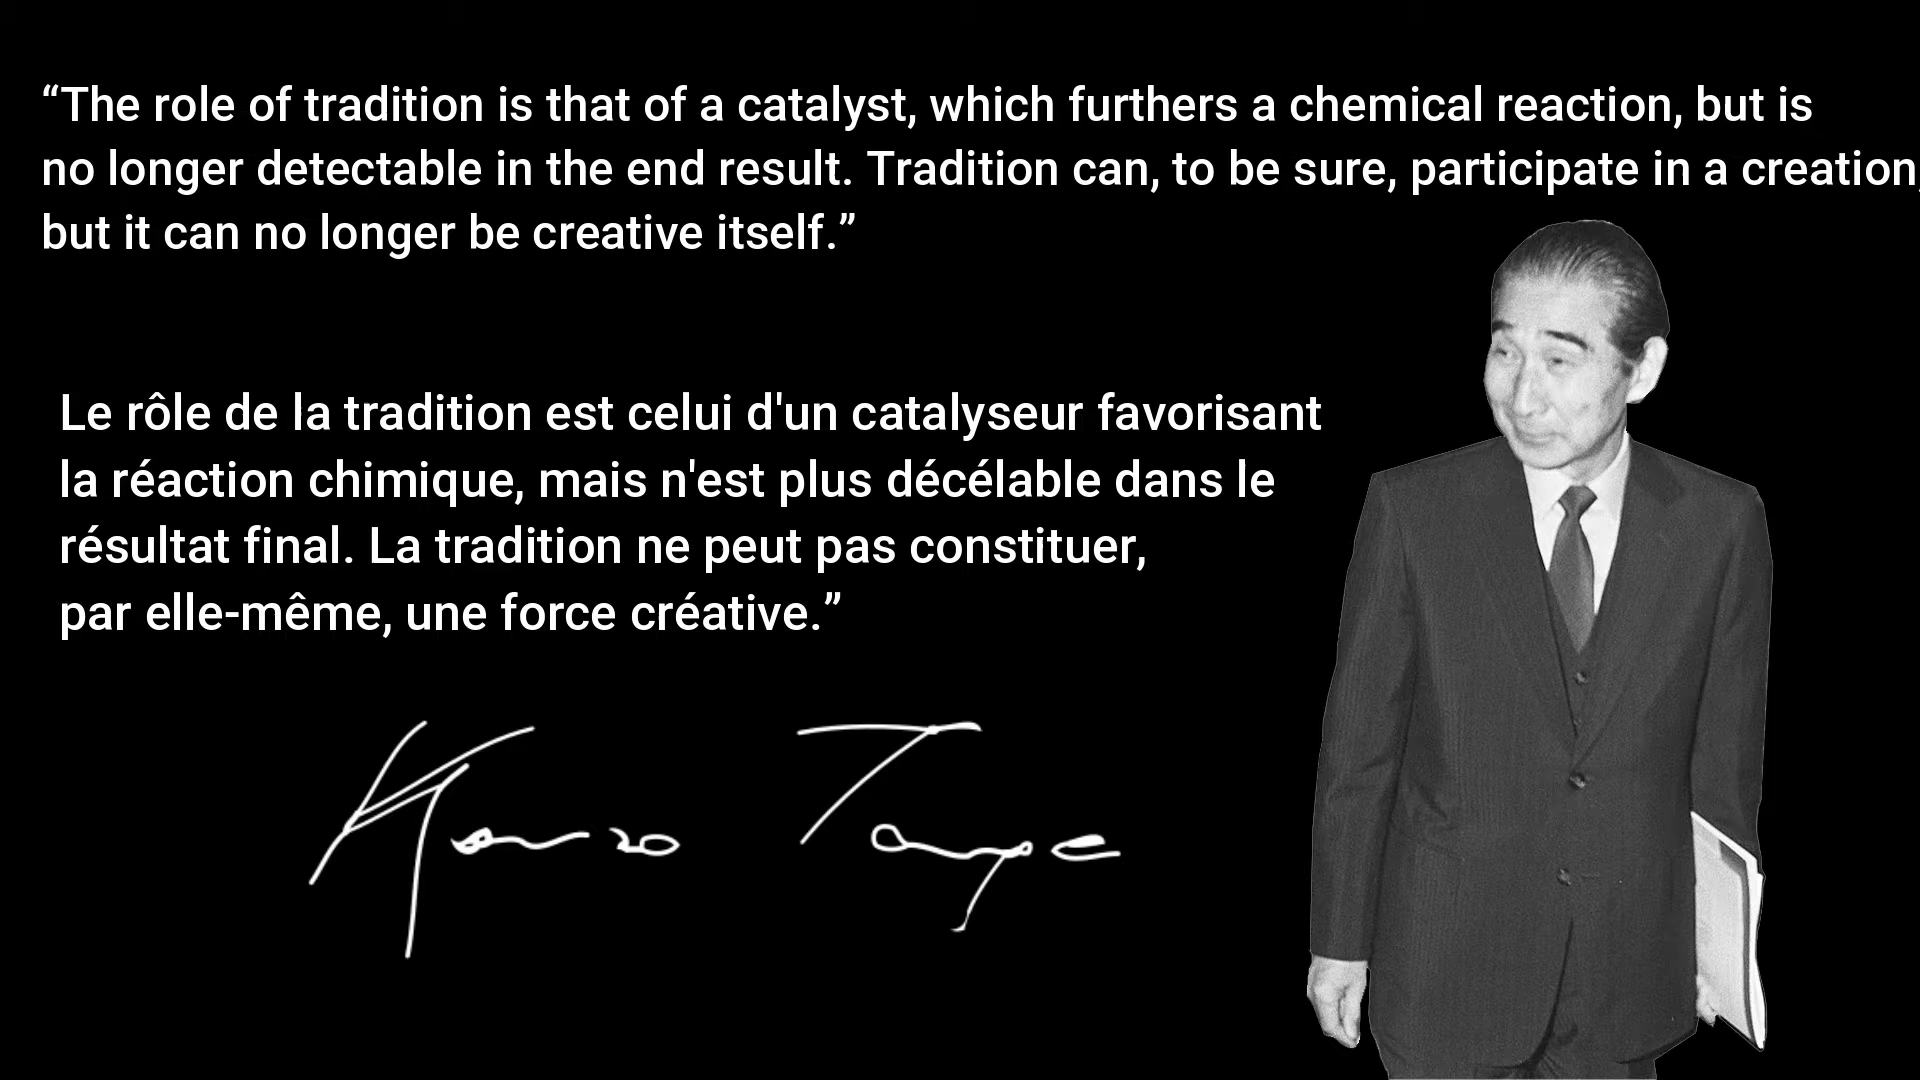 “The role of tradition is that of a catalyst, which furthers a chemical reaction, but is
no longer detectable in the end result. Tradition can, to be sure, participate in a creation,
but it can no longer be creative itself.”
Le rôle de la tradition est celui d'un catalyseur favorisant
la réaction chimique, mais n'est plus décélable dans le
résultat final. La tradition ne peut pas constituer,
par elle-même, une force créative.”
Kenzo Tange